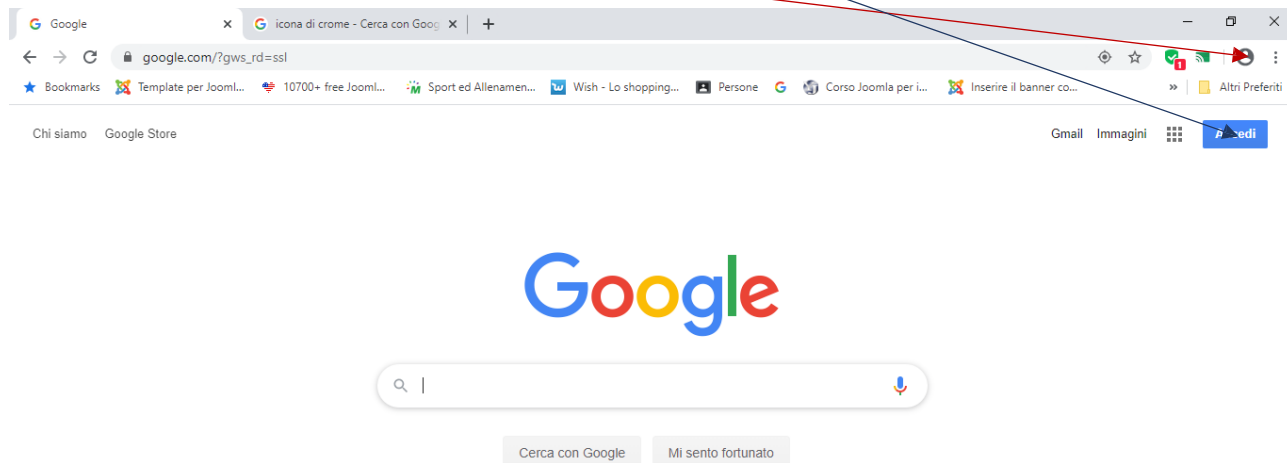 Google
icona di crome - Cerca con Goog
google.com/?gws_rd=ssl
1
Bookmarks Template per Jooml... 10700+ free Jooml... Sport ed Allenamen... Wish - Lo shopping... Persone Corso Joomla per i... Inserire il banner co... » Altri Preferiti
Chi siamo Google Store Gmail Immagini
Google
Cerca con Google Mi sento fortunato